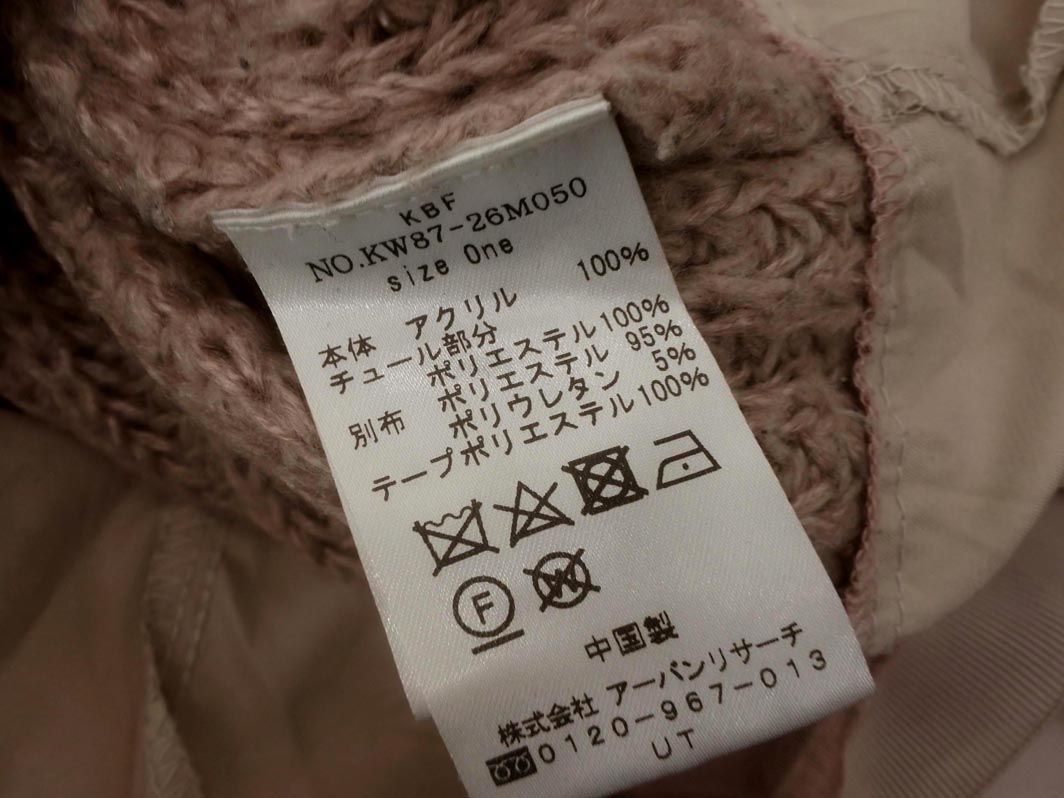 KBF
NO.KW87-26M050
size One
本体 アクリル 100%
チュール部分
ポリエステル100%
別布 ポリエステル 95%
ポリウレタン 5%
テープポリエステル100%
F
W
中国製
株式会社 アーバンリサーチ
0120-967-013
UT